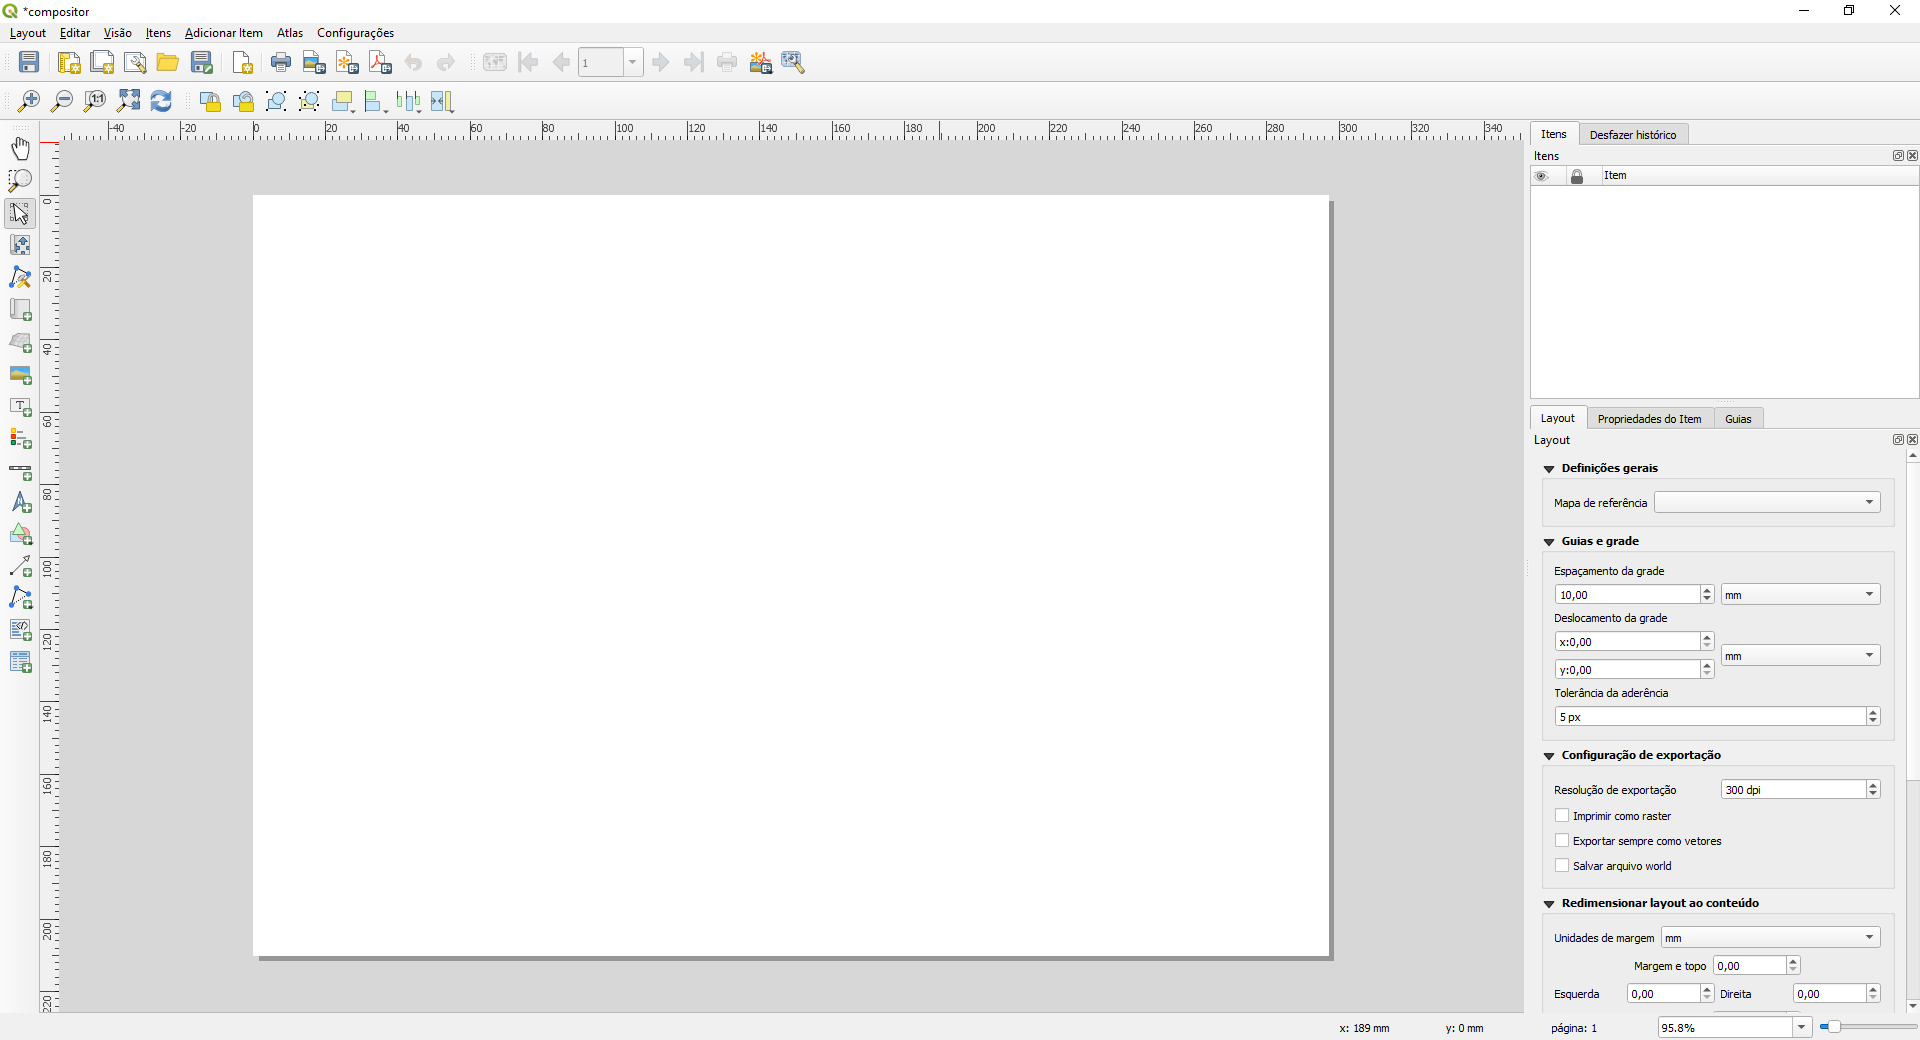 *compositor
Layout Editar Visão Itens Adicionar Item Atlas Configurações
1
1:1
-40 -20 0 20 40 60 80 100 120 140 160 180 200 220 240 260 280 300 320 340
0
20
40
60
80
100
120
140
160
180
200
220
Itens Desfazer histórico
Itens
Item
Layout Propriedades do Item Guias
Layout
Definições gerais
Mapa de referência
Guias e grade
Espaçamento da grade
10,00 mm
Deslocamento da grade
x:0,00
mm
y:0,00
Tolerância da aderência
5 px
Configuração de exportação
Resolução de exportação 300 dpi
Imprimir como raster
Exportar sempre como vetores
Salvar arquivo world
Redimensionar layout ao conteúdo
Unidades de margem mm
Margem e topo 0,00
Esquerda 0,00 Direita 0,00
x: 189 mm y: 0 mm página: 1 95.8%